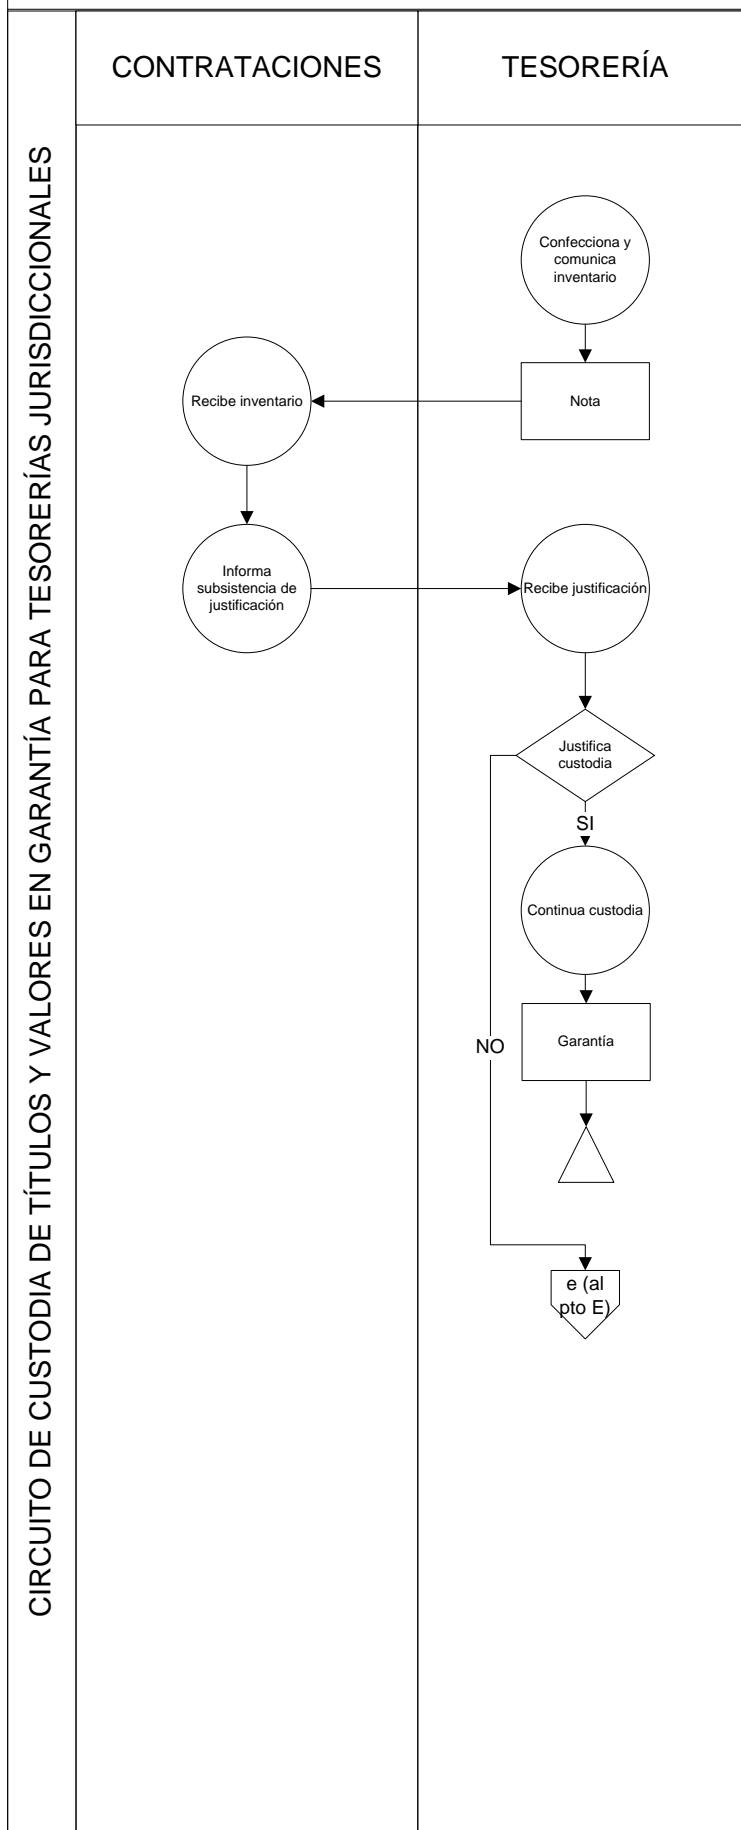 CIRCUITO DE CUSTODIA DE TÍTULOS Y VALORES EN GARANTÍA PARA TESORERÍAS JURISDICCIONALES
CONTRATACIONES
TESORERÍA
Confecciona y
comunica
inventario
Recibe inventario
Nota
Informa
subsistencia de
justificación
Recibe justificación
Justifica
custodia
SI
Continua custodia
NO
Garantía
e (al
pto E)